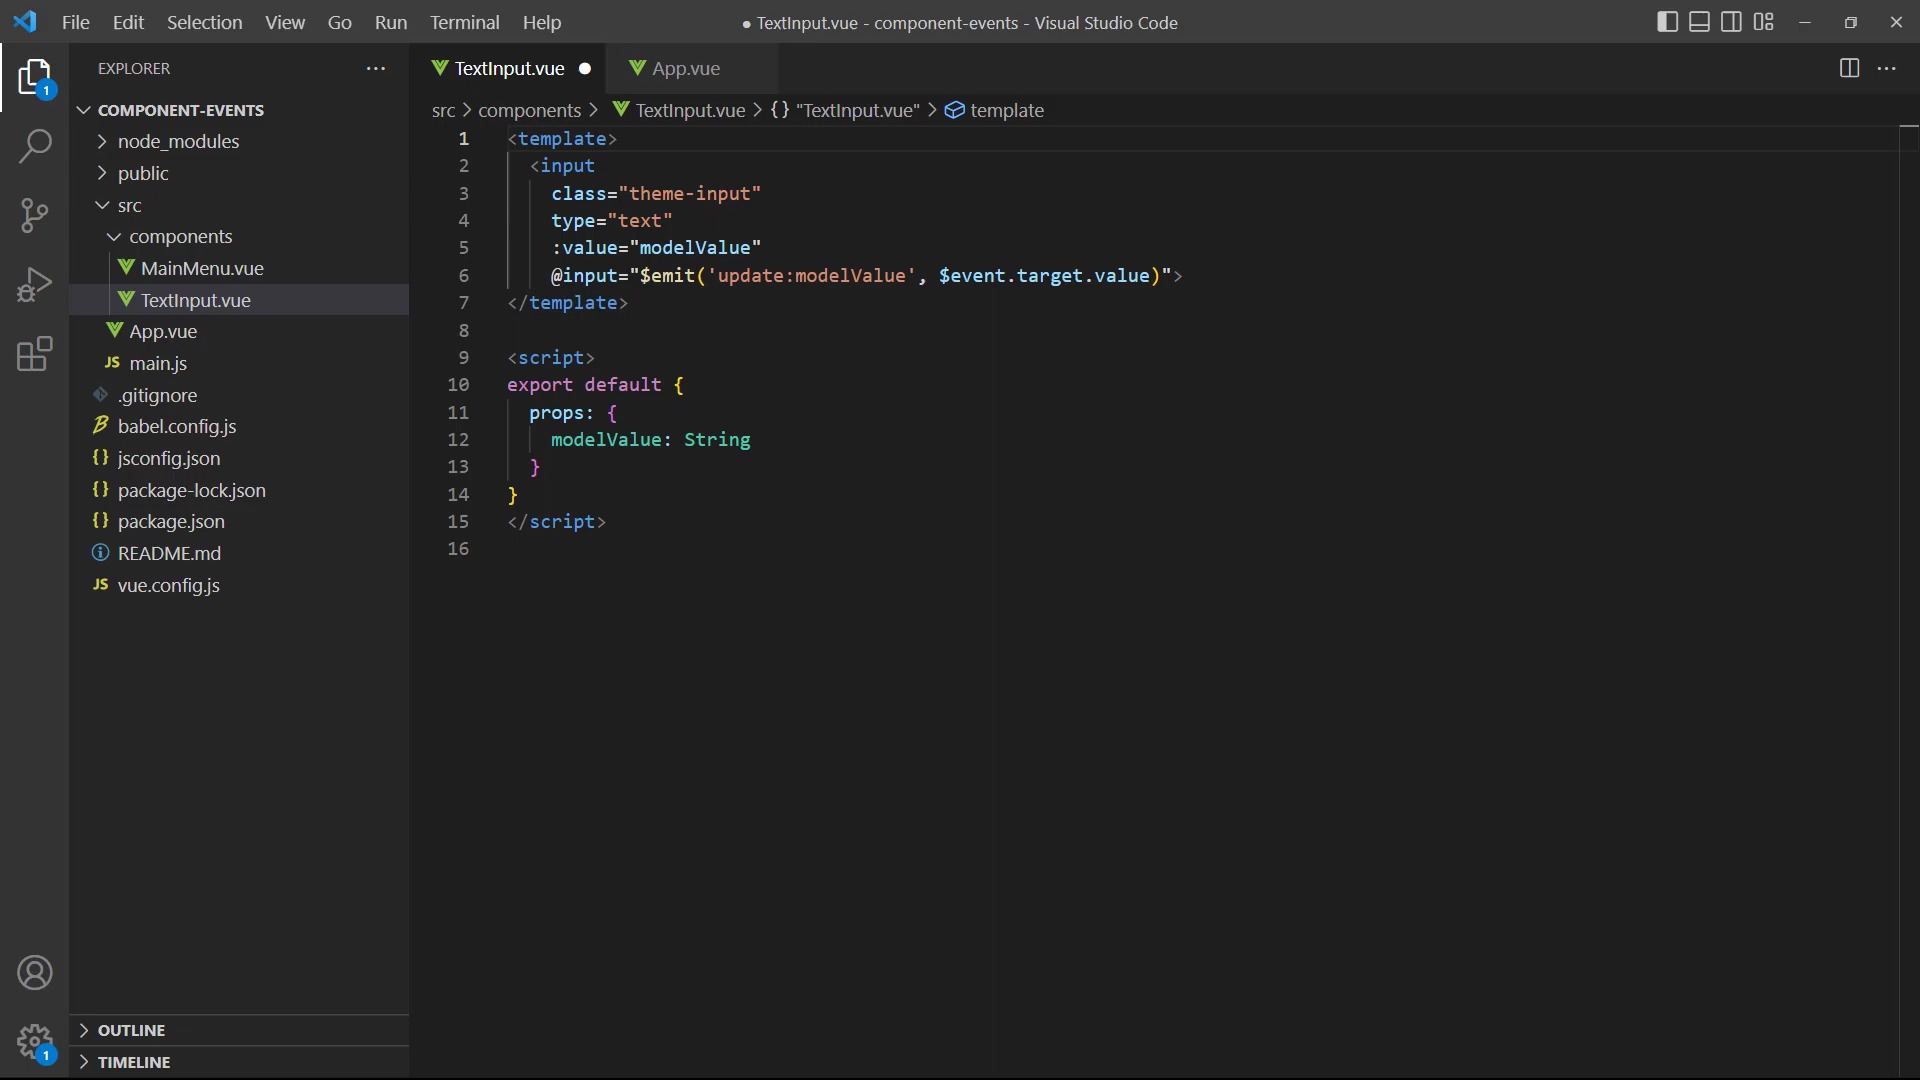 File Edit Selection View Go Run Terminal Help
● TextInput.vue - component-events - Visual Studio Code
EXPLORER
1
COMPONENT-EVENTS
node_modules
public
src
components
MainMenu.vue
TextInput.vue
App.vue
JS main.js
.gitignore
babel.config.js
{} jsconfig.json
{} package-lock.json
{} package.json
README.md
JS vue.config.js
OUTLINE
TIMELINE
1
TextInput.vue ● App.vue
src > components > TextInput.vue > {} "TextInput.vue" > template
1 <template>
2 <input
3 class="theme-input"
4 type="text"
5 :value="modelValue"
6 @input="$emit('update:modelValue', $event.target.value)">
7 </template>
8
9 <script>
10 export default {
11 props: {
12 modelValue: String
13 }
14 }
15 </script>
16